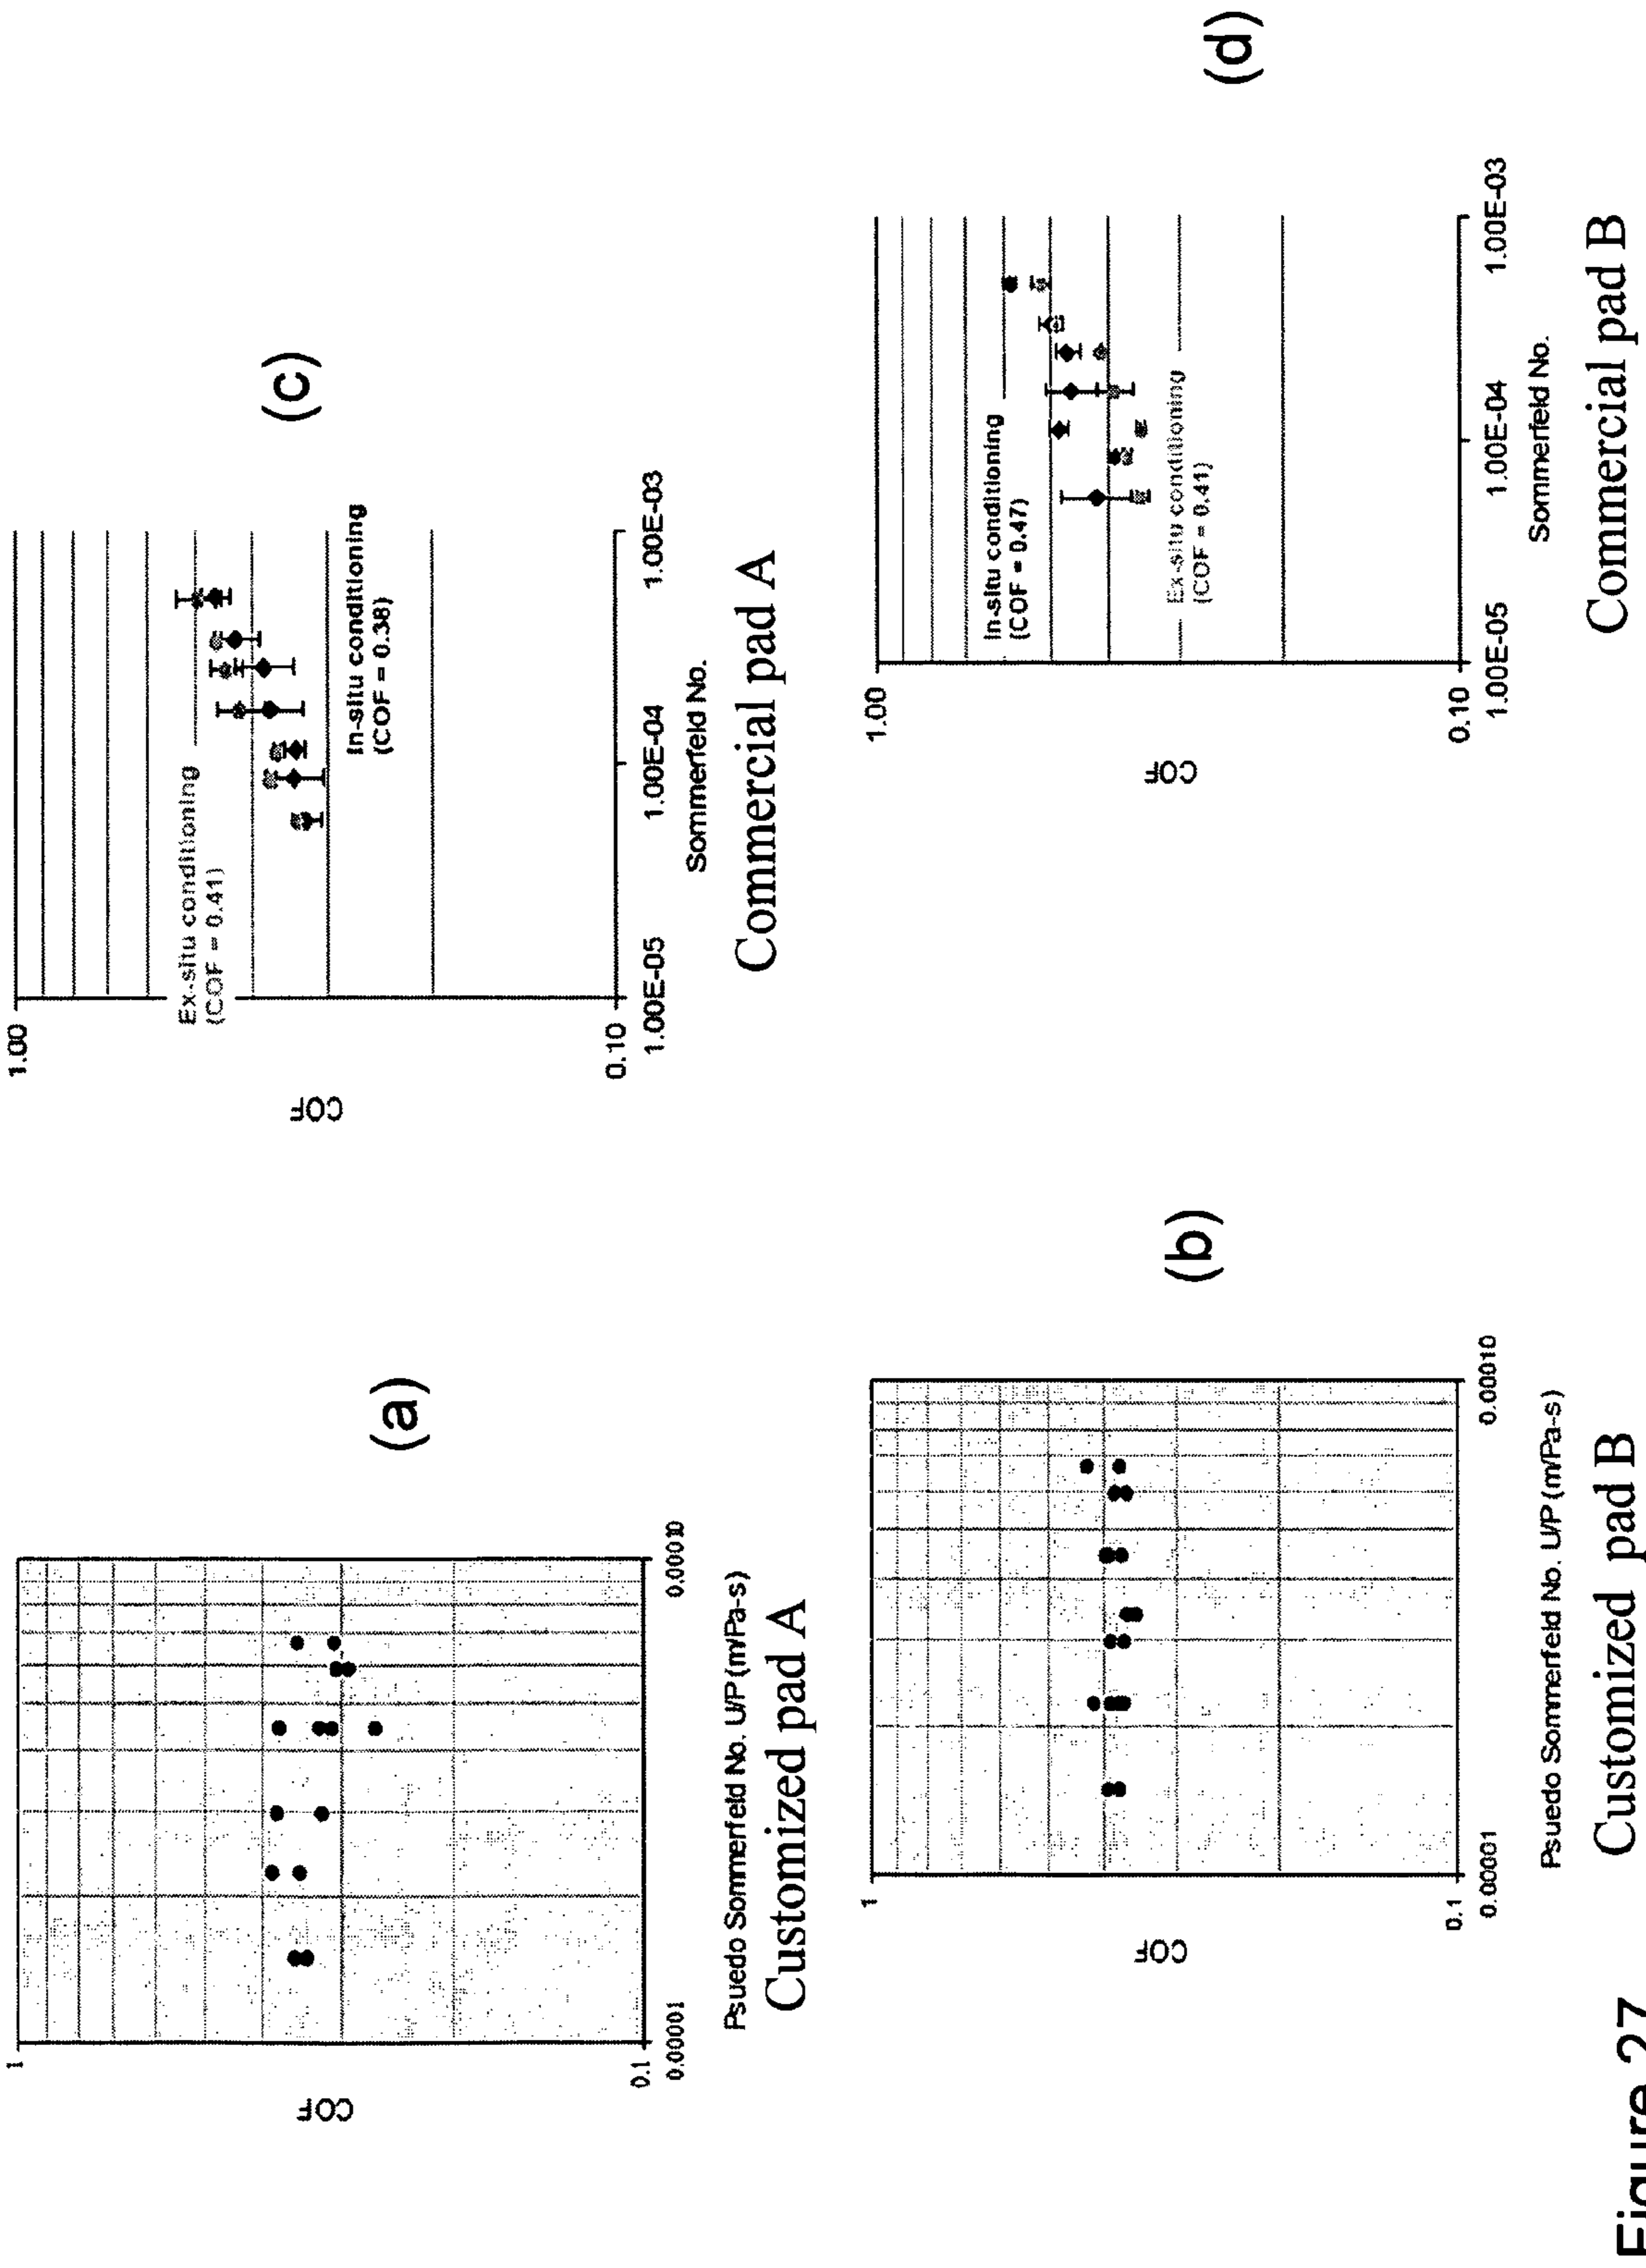 1
COF
0.1
0.00001
0.00010
Psuedo Sommerfeld No. U/P (m/Pa-s)
Customized pad A
(a)
1.00
COF
Ex-situ conditioning
(COF = 0.41)
In-situ conditioning
(COF = 0.38)
0.10
1.00E-05
1.00E-04
1.00E-03
Sommerfeld No.
Commercial pad A
(c)
1
COF
0.1
0.00001
0.00010
Psuedo Sommerfeld No. U/P (m/Pa-s)
Customized pad B
(b)
1.00
COF
In-situ conditioning
(COF = 0.47)
Ex-situ conditioning
(COF = 0.41)
0.10
1.00E-05
1.00E-04
1.00E-03
Sommerfeld No.
Commercial pad B
(d)
Figure 27